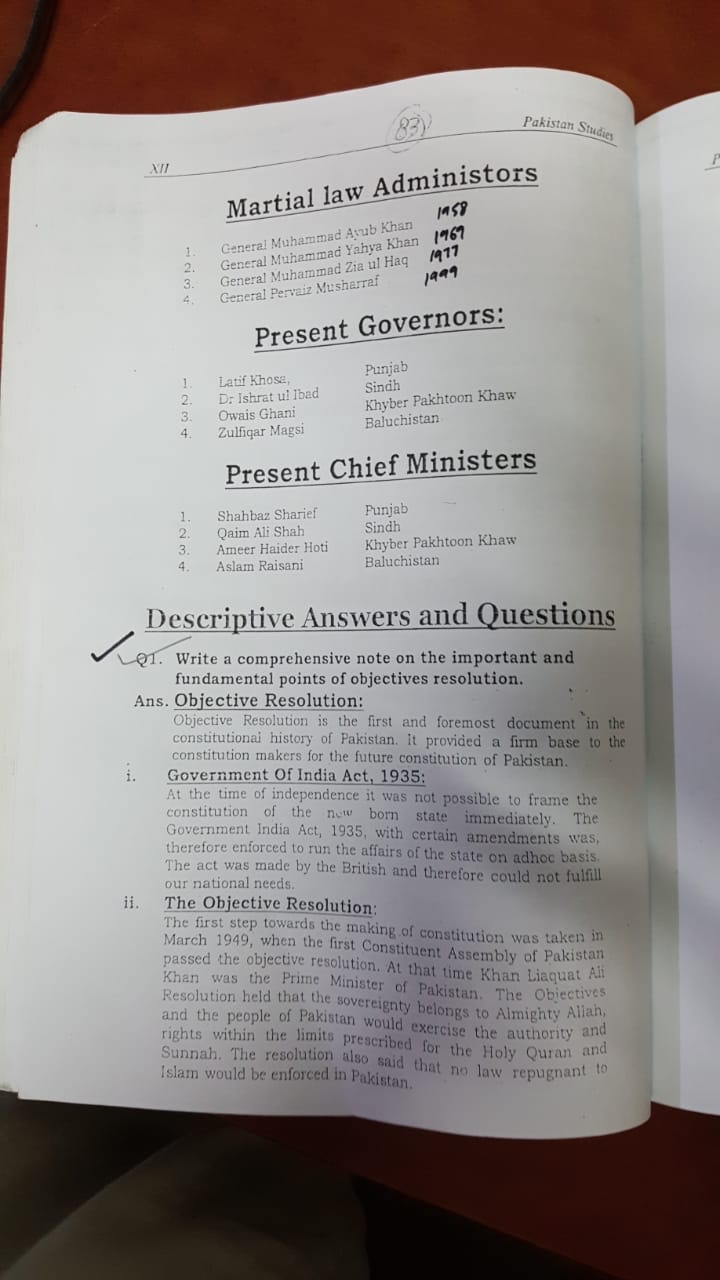 83
Pakistan Studies
XII
Martial law Administors
1. General Muhammad Ayub Khan 1958
2. General Muhammad Yahya Khan 1969
3. General Muhammad Zia ul Haq 1977
4. General Pervaiz Musharraf 1999
Present Governors:
1. Latif Khosa, Punjab
2. Dr Ishrat ul Ibad Sindh
3. Owais Ghani Khyber Pakhtoon Khaw
4. Zulfiqar Magsi Baluchistan
Present Chief Ministers
1. Shahbaz Sharief Punjab
2. Qaim Ali Shah Sindh
3. Ameer Haider Hoti Khyber Pakhtoon Khaw
4. Aslam Raisani Baluchistan
Descriptive Answers and Questions
Q1. Write a comprehensive note on the important and
fundamental points of objectives resolution.
Ans. Objective Resolution:
Objective Resolution is the first and foremost document in the
constitutional history of Pakistan. It provided a firm base to the
constitution makers for the future constitution of Pakistan.
i. Government Of India Act, 1935:
At the time of independence it was not possible to frame the
constitution of the new born state immediately. The
Government India Act, 1935, with certain amendments was,
therefore enforced to run the affairs of the state on adhoc basis.
The act was made by the British and therefore could not fulfill
our national needs.
ii. The Objective Resolution:
The first step towards the making of constitution was taken in
March 1949, when the first Constituent Assembly of Pakistan
passed the objective resolution. At that time Khan Liaquat Ali
Khan was the Prime Minister of Pakistan. The Objectives
Resolution held that the sovereignty belongs to Almighty Allah,
and the people of Pakistan would exercise the authority and
rights within the limits prescribed for the Holy Quran and
Sunnah. The resolution also said that no law repugnant to
Islam would be enforced in Pakistan.
P